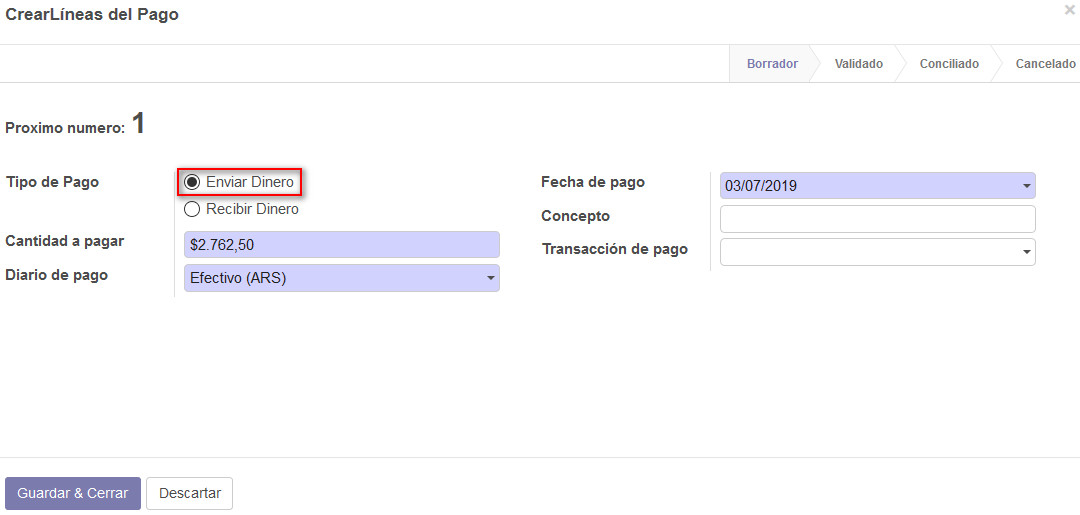 CrearLíneas del Pago
×
Borrador
Validado
Conciliado
Cancelado
Proximo numero: 1
Tipo de Pago
Enviar Dinero
Recibir Dinero
Cantidad a pagar
$2.762,50
Diario de pago
Efectivo (ARS)
Fecha de pago
03/07/2019
Concepto
Transacción de pago
Guardar & Cerrar
Descartar